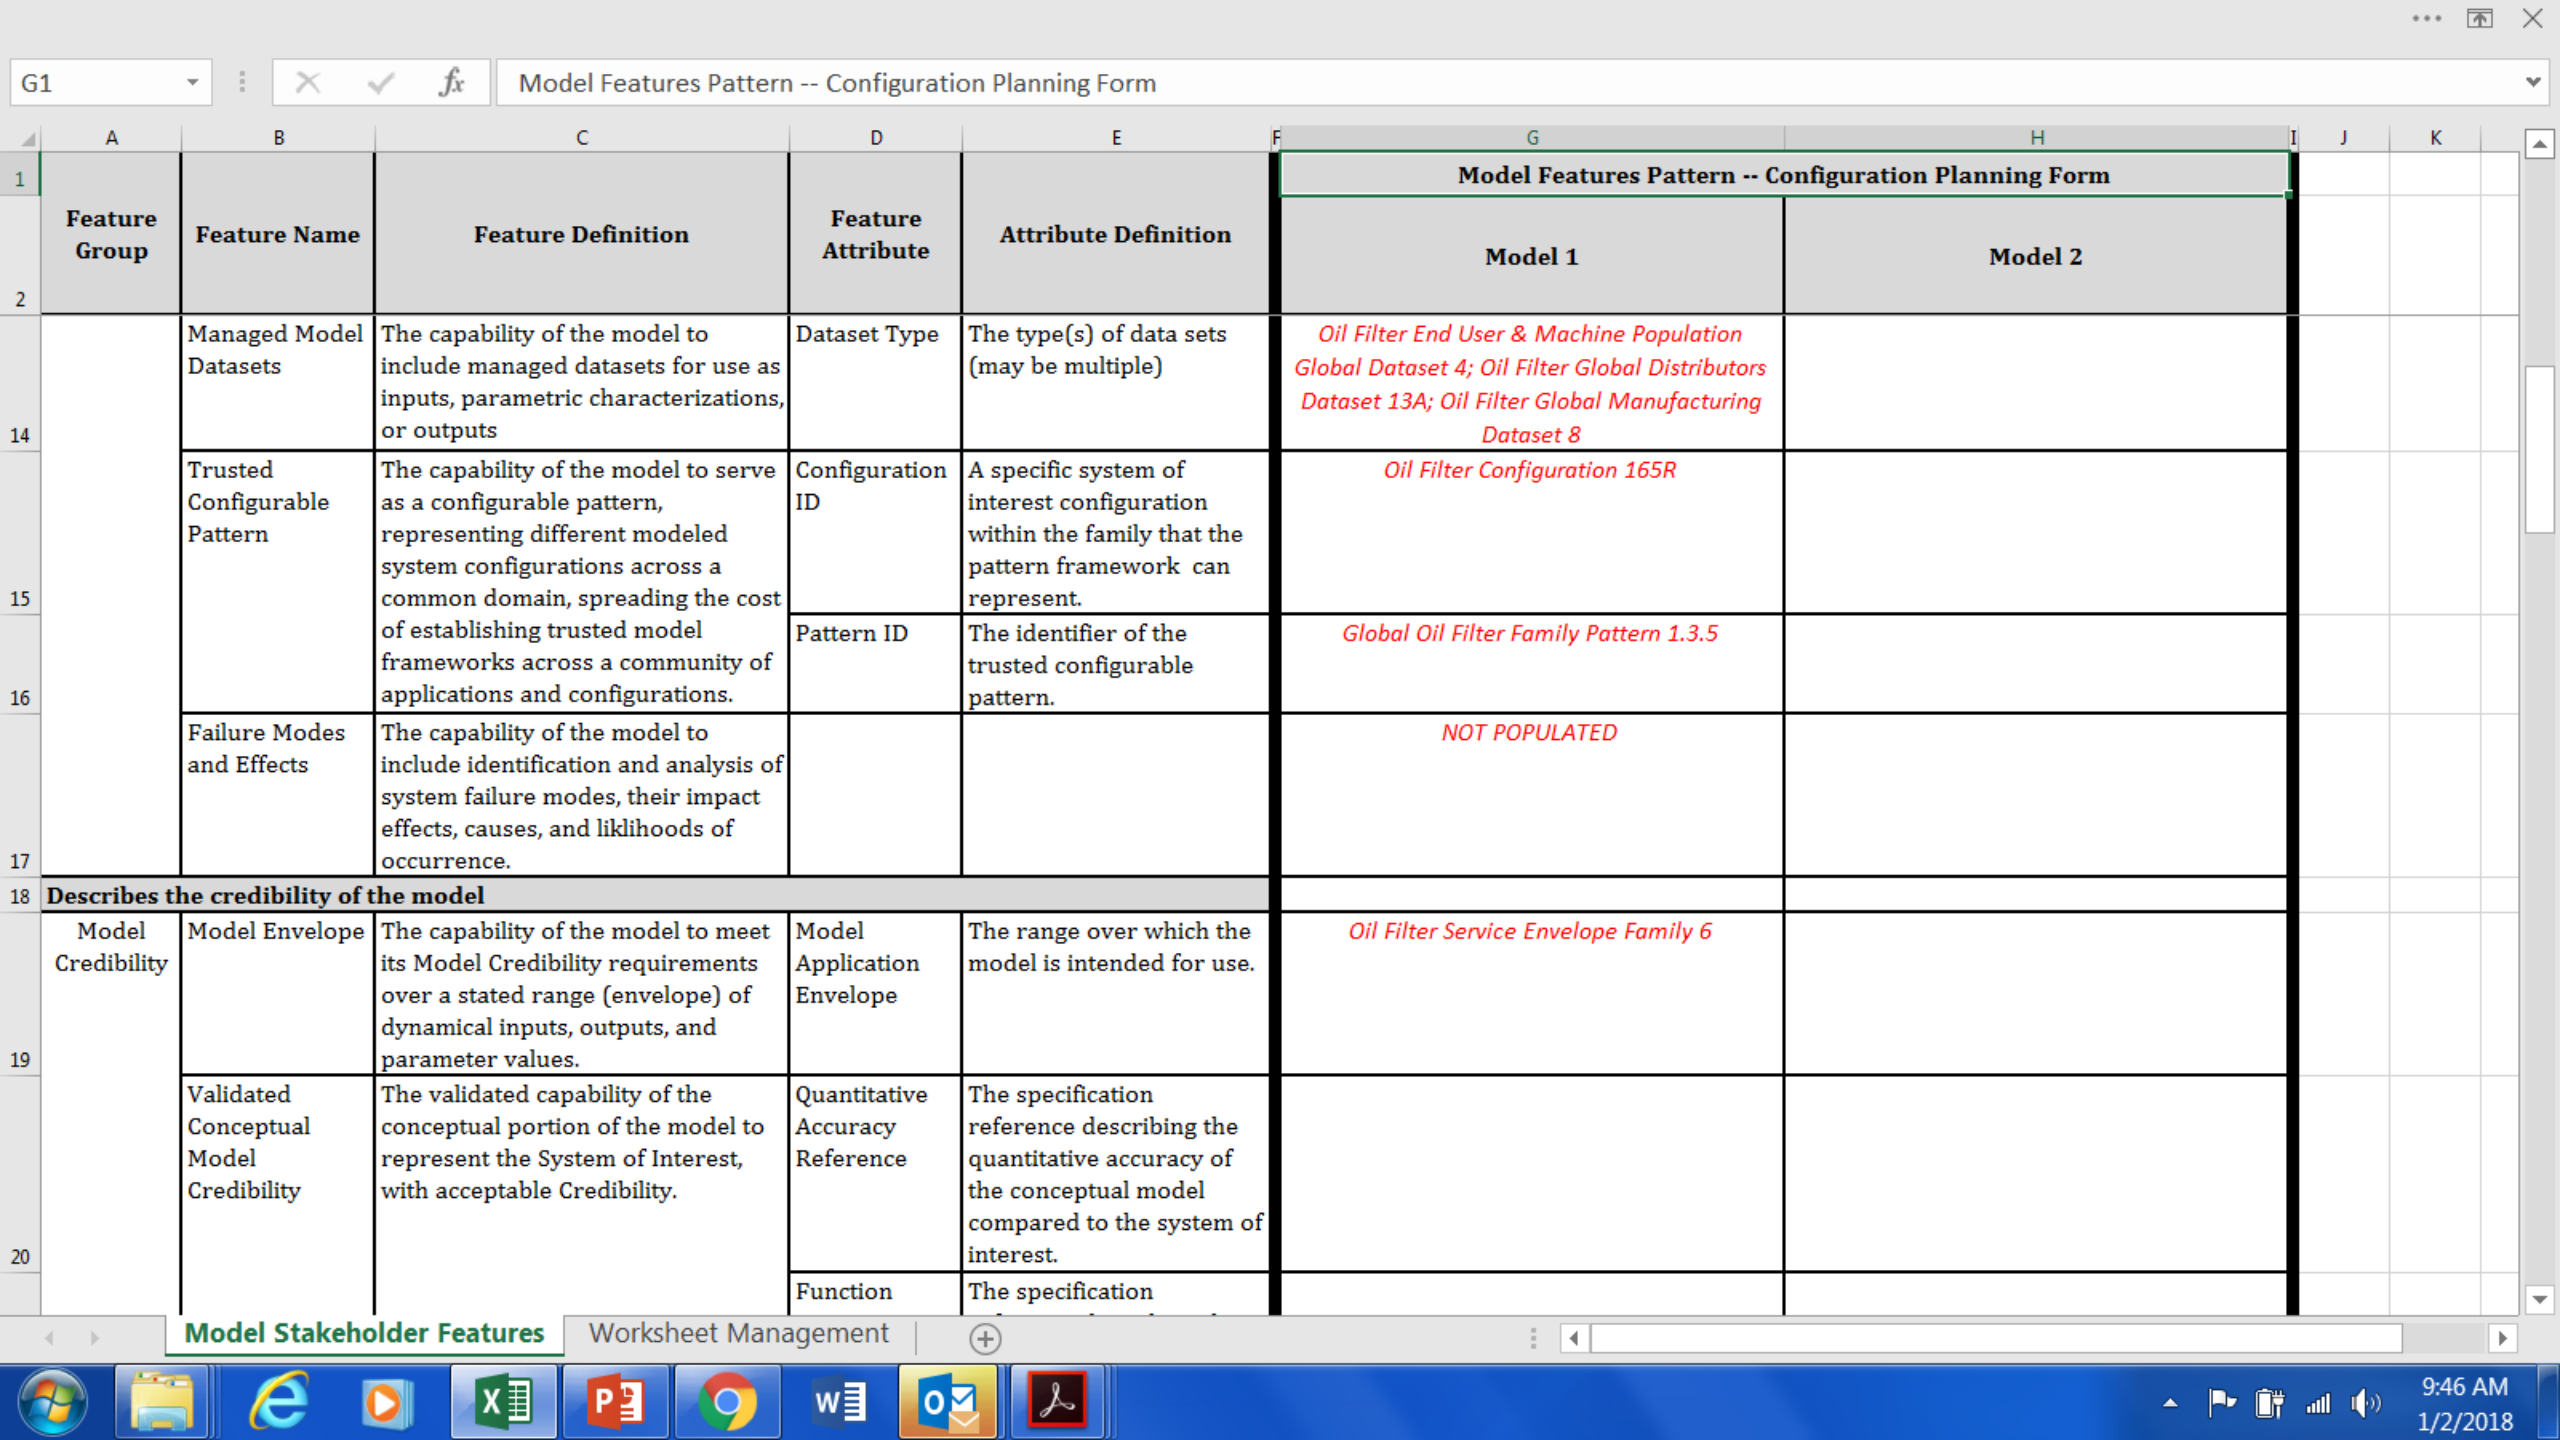 G1
fx
Model Features Pattern -- Configuration Planning Form
A B C D E F G H I J K
1
Model Features Pattern -- Configuration Planning Form
2
Feature
Group
Feature Name
Feature Definition
Feature
Attribute
Attribute Definition
Model 1
Model 2
14
Managed Model
Datasets
The capability of the model to
include managed datasets for use as
inputs, parametric characterizations,
or outputs
Dataset Type
The type(s) of data sets
(may be multiple)
Oil Filter End User & Machine Population
Global Dataset 4; Oil Filter Global Distributors
Dataset 13A; Oil Filter Global Manufacturing
Dataset 8
15
Trusted
Configurable
Pattern
The capability of the model to serve
as a configurable pattern,
representing different modeled
system configurations across a
common domain, spreading the cost
of establishing trusted model
frameworks across a community of
applications and configurations.
Configuration
ID
A specific system of
interest configuration
within the family that the
pattern framework  can
represent.
Oil Filter Configuration 165R
16
Pattern ID
The identifier of the
trusted configurable
pattern.
Global Oil Filter Family Pattern 1.3.5
17
Failure Modes
and Effects
The capability of the model to
include identification and analysis of
system failure modes, their impact
effects, causes, and liklihoods of
occurrence.
NOT POPULATED
18
Describes the credibility of the model
19
Model
Credibility
Model Envelope
The capability of the model to meet
its Model Credibility requirements
over a stated range (envelope) of
dynamical inputs, outputs, and
parameter values.
Model
Application
Envelope
The range over which the
model is intended for use.
Oil Filter Service Envelope Family 6
20
Validated
Conceptual
Model
Credibility
The validated capability of the
conceptual portion of the model to
represent the System of Interest,
with acceptable Credibility.
Quantitative
Accuracy
Reference
The specification
reference describing the
quantitative accuracy of
the conceptual model
compared to the system of
interest.
Function
The specification
Model Stakeholder Features
Worksheet Management
9:46 AM
1/2/2018